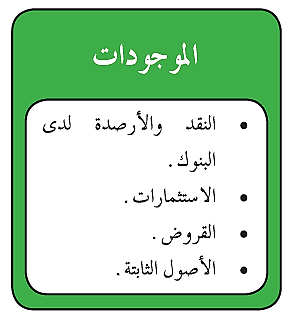 الموجودات
• النقد والأرصدة لدى
البنوك .
• الاستثمارات .
• القروض .
• الأصول الثابتة .